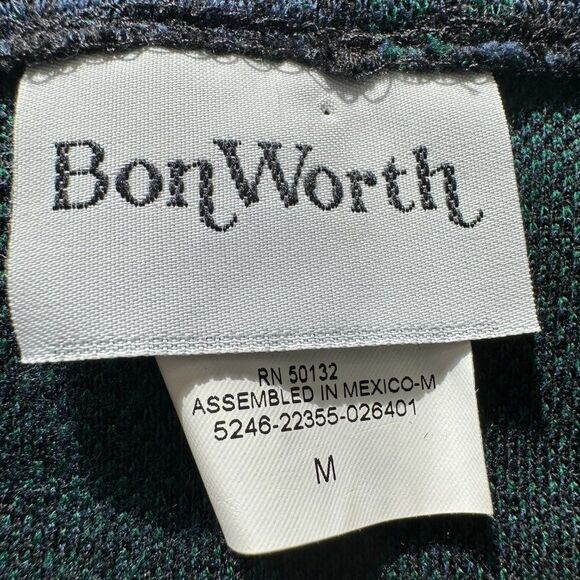 BonWorth
RN 50132
ASSEMBLED IN MEXICO-M
5246-22355-026401
M